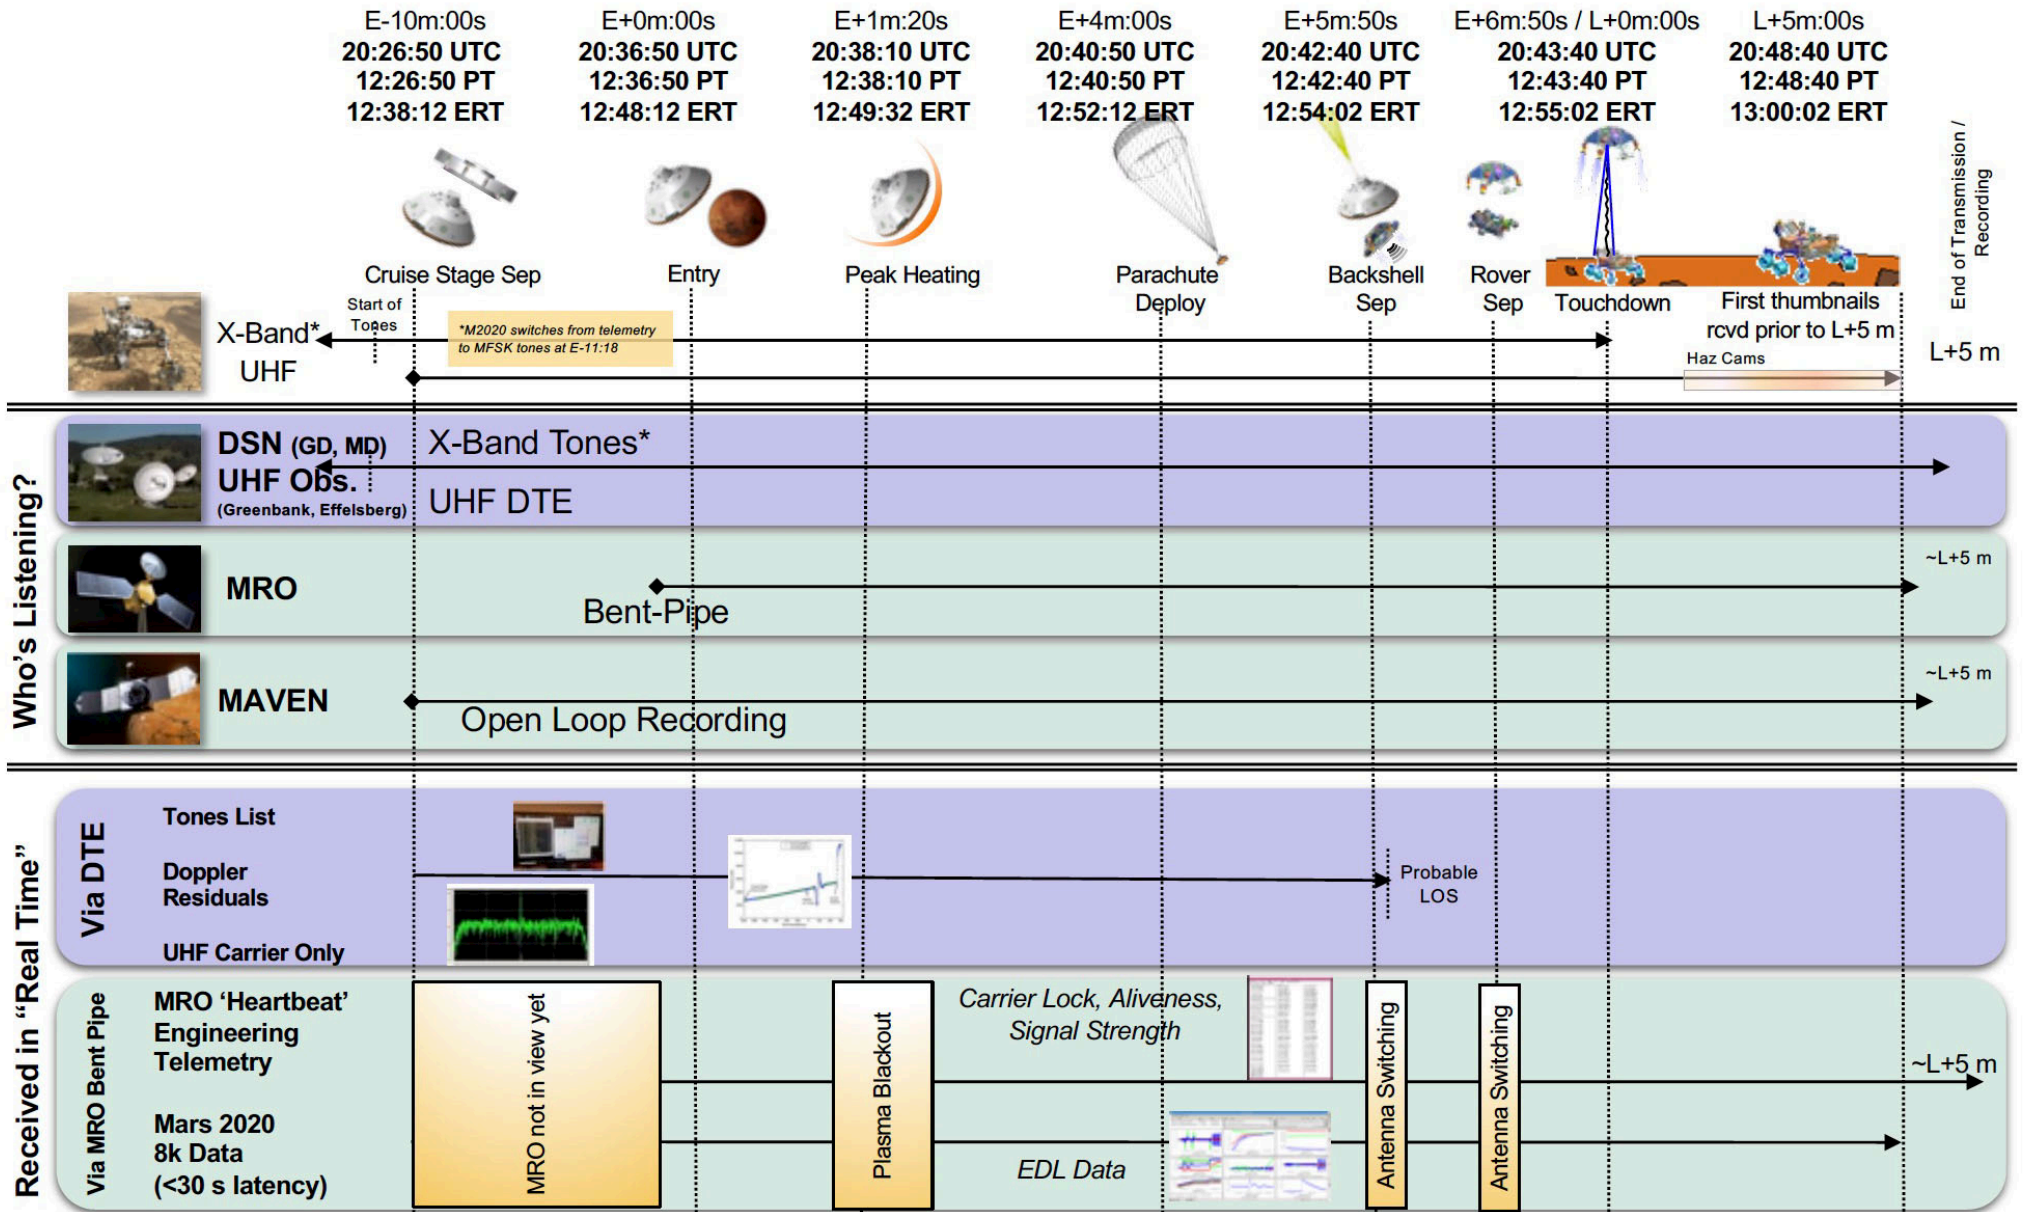 E-10m:00s
20:26:50 UTC
12:26:50 PT
12:38:12 ERT
E+0m:00s
20:36:50 UTC
12:36:50 PT
12:48:12 ERT
E+1m:20s
20:38:10 UTC
12:38:10 PT
12:49:32 ERT
E+4m:00s
20:40:50 UTC
12:40:50 PT
12:52:12 ERT
E+5m:50s
20:42:40 UTC
12:42:40 PT
12:54:02 ERT
E+6m:50s / L+0m:00s
20:43:40 UTC
12:43:40 PT
12:55:02 ERT
L+5m:00s
20:48:40 UTC
12:48:40 PT
13:00:02 ERT
End of Transmission /
Recording
Cruise Stage Sep
Entry
Peak Heating
Parachute
Deploy
Backshell
Sep
Rover
Sep
Touchdown
First thumbnails
rcvd prior to L+5 m
Start of
Tones
X-Band*
UHF
*M2020 switches from telemetry
to MFSK tones at E-11:18
Haz Cams
L+5 m
Who's Listening?
DSN (GD, MD)
UHF Obs.
(Greenbank, Effelsberg)
X-Band Tones*
UHF DTE
MRO
Bent-Pipe
~L+5 m
MAVEN
Open Loop Recording
~L+5 m
Received in "Real Time"
Via DTE
Tones List
Doppler
Residuals
UHF Carrier Only
Probable
LOS
Via MRO Bent Pipe
MRO 'Heartbeat'
Engineering
Telemetry
Mars 2020
8k Data
(<30 s latency)
MRO not in view yet
Plasma Blackout
Carrier Lock, Aliveness,
Signal Strength
EDL Data
Antenna Switching
Antenna Switching
~L+5 m